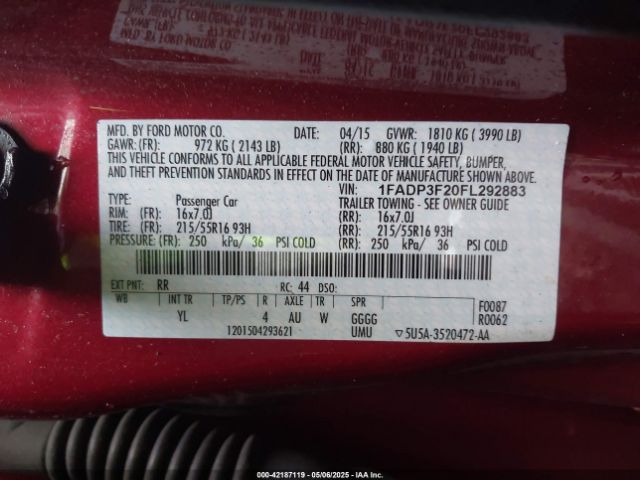 MFD. BY FORD MOTOR CO. 04/15 GVWR: 1810 KG ( 3990 LB)
GAWR: (FR): 972 KG ( 2143 LB) (RR): 880 KG ( 1940 LB)
THIS VEHICLE CONFORMS TO ALL APPLICABLE FEDERAL MOTOR VEHICLE SAFETY, BUMPER,
AND THEFT PREVENTION STANDARDS IN EFFECT ON THE DATE OF MANUFACTURE SHOWN ABOVE.
VIN: 1FADP3F20FL292883
TYPE: Passenger Car TRAILER TOWING - SEE OWNER GUIDE
RIM: (FR): 16x7.0J (RR): 16x7.0J
TIRE: (FR): 215/55R16 93H (RR): 215/55R16 93H
PRESSURE: (FR): 250 kPa/ 36 PSI COLD (RR): 250 kPa/ 36 PSI COLD
EXT PNT: RR RC: 44 DSO:
WB INT TR TP/PS R AXLE TR SPR F0087
YL 4 AU W GGGG R0062
1201504293621 UMU ▽5U5A-3520472-AA
000-42187119 - 05/06/2025 - IAAI.COM